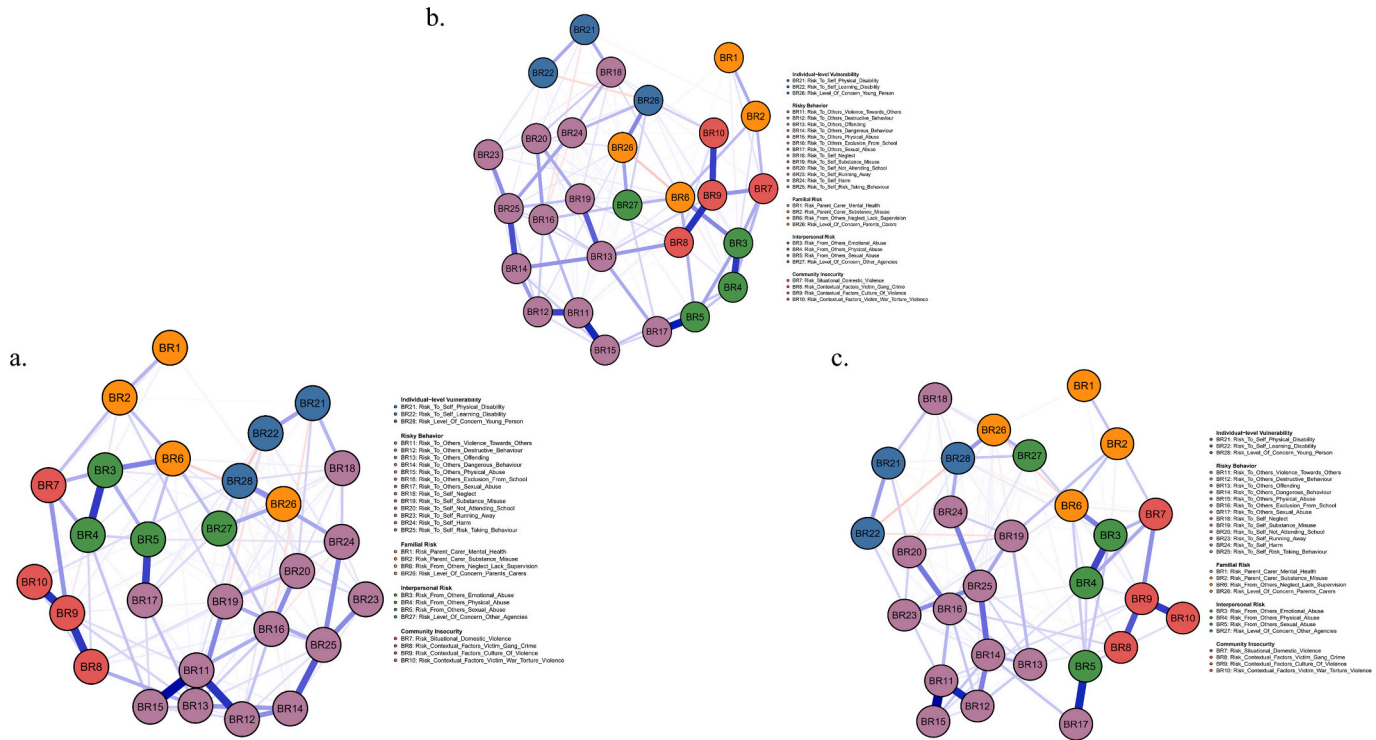 b.
BR21
BR1
BR22
BR18
BR28
BR2
BR10
BR24
BR20
BR26
BR23
BR7
BR6
BR9
BR19
BR27
BR25
BR16
BR8
BR3
BR13
BR14
BR4
BR12
BR11
BR5
BR17
BR15
Individual-level Vulnerability
BR21: Risk_To_Self_Physical_Disability
BR22: Risk_To_Self_Learning_Disability
BR28: Risk_Level_Of_Concern_Young_Person
Risky Behavior
BR11: Risk_To_Others_Violence_Towards_Others
BR12: Risk_To_Others_Destructive_Behaviour
BR13: Risk_To_Others_Offending
BR14: Risk_To_Others_Dangerous_Behaviour
BR15: Risk_To_Others_Physical_Abuse
BR16: Risk_To_Others_Exclusion_From_School
BR17: Risk_To_Others_Sexual_Abuse
BR18: Risk_To_Self_Neglect
BR19: Risk_To_Self_Substance_Misuse
BR20: Risk_To_Self_Not_Attending_School
BR23: Risk_To_Self_Running_Away
BR24: Risk_To_Self_Harm
BR25: Risk_To_Self_Risk_Taking_Behaviour
Familial Risk
BR1: Risk_Parent_Carer_Mental_Health
BR2: Risk_Parent_Carer_Substance_Misuse
BR6: Risk_From_Others_Neglect_Lack_Supervision
BR26: Risk_Level_Of_Concern_Parents_Carers
Interpersonal Risk
BR3: Risk_From_Others_Emotional_Abuse
BR4: Risk_From_Others_Physical_Abuse
BR5: Risk_From_Others_Sexual_Abuse
BR27: Risk_Level_Of_Concern_Other_Agencies
Community Insecurity
BR7: Risk_Situational_Domestic_Violence
BR8: Risk_Contextual_Factors_Victim_Gang_Crime
BR9: Risk_Contextual_Factors_Culture_Of_Violence
BR10: Risk_Contextual_Factors_Victim_War_Torture_Violence
a.
BR1
BR2
BR21
BR22
BR6
BR3
BR18
BR7
BR28
BR26
BR27
BR4
BR5
BR24
BR20
BR10
BR17
BR19
BR23
BR9
BR16
BR25
BR8
BR11
BR15
BR13
BR12
BR14
Individual-level Vulnerability
BR21: Risk_To_Self_Physical_Disability
BR22: Risk_To_Self_Learning_Disability
BR28: Risk_Level_Of_Concern_Young_Person
Risky Behavior
BR11: Risk_To_Others_Violence_Towards_Others
BR12: Risk_To_Others_Destructive_Behaviour
BR13: Risk_To_Others_Offending
BR14: Risk_To_Others_Dangerous_Behaviour
BR15: Risk_To_Others_Physical_Abuse
BR16: Risk_To_Others_Exclusion_From_School
BR17: Risk_To_Others_Sexual_Abuse
BR18: Risk_To_Self_Neglect
BR19: Risk_To_Self_Substance_Misuse
BR20: Risk_To_Self_Not_Attending_School
BR23: Risk_To_Self_Running_Away
BR24: Risk_To_Self_Harm
BR25: Risk_To_Self_Risk_Taking_Behaviour
Familial Risk
BR1: Risk_Parent_Carer_Mental_Health
BR2: Risk_Parent_Carer_Substance_Misuse
BR6: Risk_From_Others_Neglect_Lack_Supervision
BR26: Risk_Level_Of_Concern_Parents_Carers
Interpersonal Risk
BR3: Risk_From_Others_Emotional_Abuse
BR4: Risk_From_Others_Physical_Abuse
BR5: Risk_From_Others_Sexual_Abuse
BR27: Risk_Level_Of_Concern_Other_Agencies
Community Insecurity
BR7: Risk_Situational_Domestic_Violence
BR8: Risk_Contextual_Factors_Victim_Gang_Crime
BR9: Risk_Contextual_Factors_Culture_Of_Violence
BR10: Risk_Contextual_Factors_Victim_War_Torture_Violence
c.
BR18
BR1
BR26
BR2
BR21
BR28
BR27
BR24
BR6
BR7
BR22
BR19
BR3
BR20
BR4
BR25
BR23
BR16
BR9
BR10
BR14
BR13
BR8
BR5
BR11
BR12
BR15
BR17
Individual-level Vulnerability
BR21: Risk_To_Self_Physical_Disability
BR22: Risk_To_Self_Learning_Disability
BR28: Risk_Level_Of_Concern_Young_Person
Risky Behavior
BR11: Risk_To_Others_Violence_Towards_Others
BR12: Risk_To_Others_Destructive_Behaviour
BR13: Risk_To_Others_Offending
BR14: Risk_To_Others_Dangerous_Behaviour
BR15: Risk_To_Others_Physical_Abuse
BR16: Risk_To_Others_Exclusion_From_School
BR17: Risk_To_Others_Sexual_Abuse
BR18: Risk_To_Self_Neglect
BR19: Risk_To_Self_Substance_Misuse
BR20: Risk_To_Self_Not_Attending_School
BR23: Risk_To_Self_Running_Away
BR24: Risk_To_Self_Harm
BR25: Risk_To_Self_Risk_Taking_Behaviour
Familial Risk
BR1: Risk_Parent_Carer_Mental_Health
BR2: Risk_Parent_Carer_Substance_Misuse
BR6: Risk_From_Others_Neglect_Lack_Supervision
BR26: Risk_Level_Of_Concern_Parents_Carers
Interpersonal Risk
BR3: Risk_From_Others_Emotional_Abuse
BR4: Risk_From_Others_Physical_Abuse
BR5: Risk_From_Others_Sexual_Abuse
BR27: Risk_Level_Of_Concern_Other_Agencies
Community Insecurity
BR7: Risk_Situational_Domestic_Violence
BR8: Risk_Contextual_Factors_Victim_Gang_Crime
BR9: Risk_Contextual_Factors_Culture_Of_Violence
BR10: Risk_Contextual_Factors_Victim_War_Torture_Violence